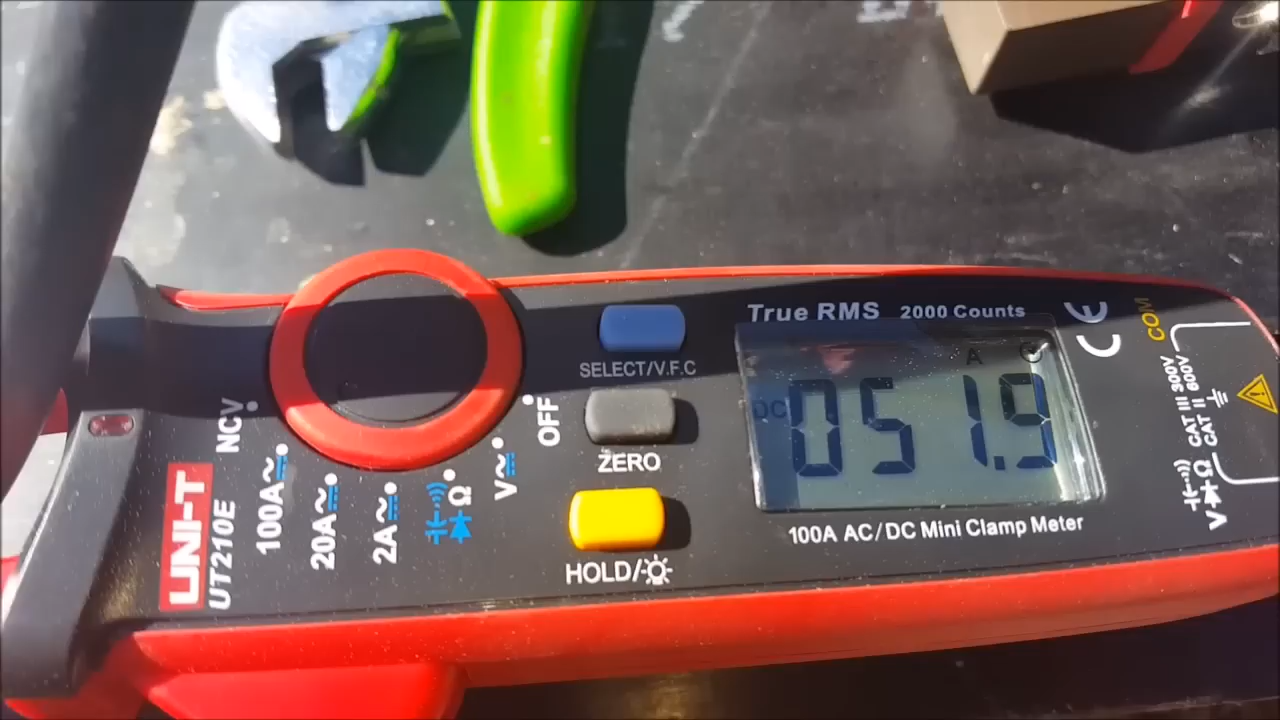 True RMS 2000 Counts
CE
COM
A
DC 051.9
SELECT/V.F.C
OFF
ZERO
NCV
100A~
20A~
2A~
Ω
V~
CAT III 300V
CAT II 600V
V Ω
UNI-T
UT210E
HOLD/
100A AC/DC Mini Clamp Meter